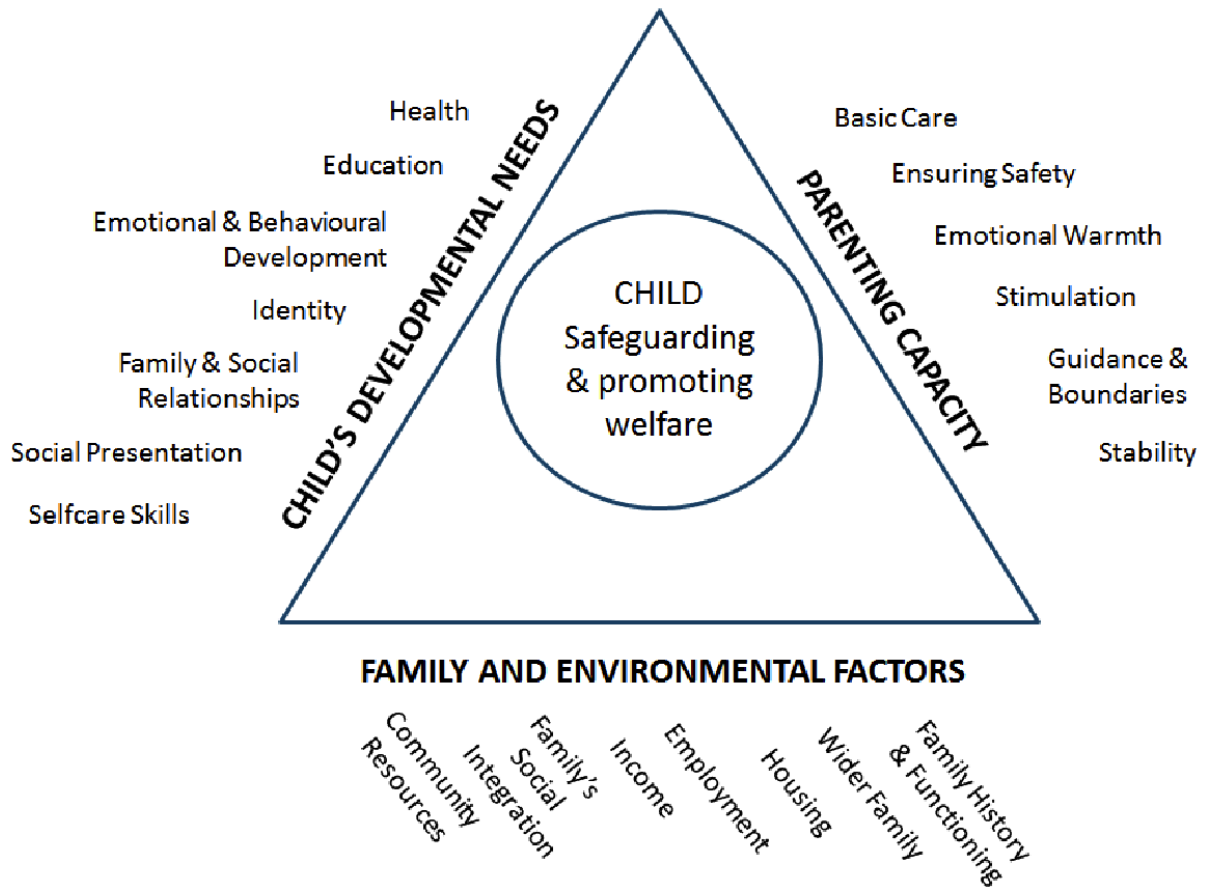 Health
Education
Emotional & Behavioural
Development
Identity
Family & Social
Relationships
Social Presentation
Selfcare Skills
CHILD'S DEVELOPMENTAL NEEDS
CHILD
Safeguarding
& promoting
welfare
PARENTING CAPACITY
Basic Care
Ensuring Safety
Emotional Warmth
Stimulation
Guidance &
Boundaries
Stability
FAMILY AND ENVIRONMENTAL FACTORS
Community
Resources
Family's
Social
Integration
Income
Employment
Housing
Wider Family
Family History
& Functioning